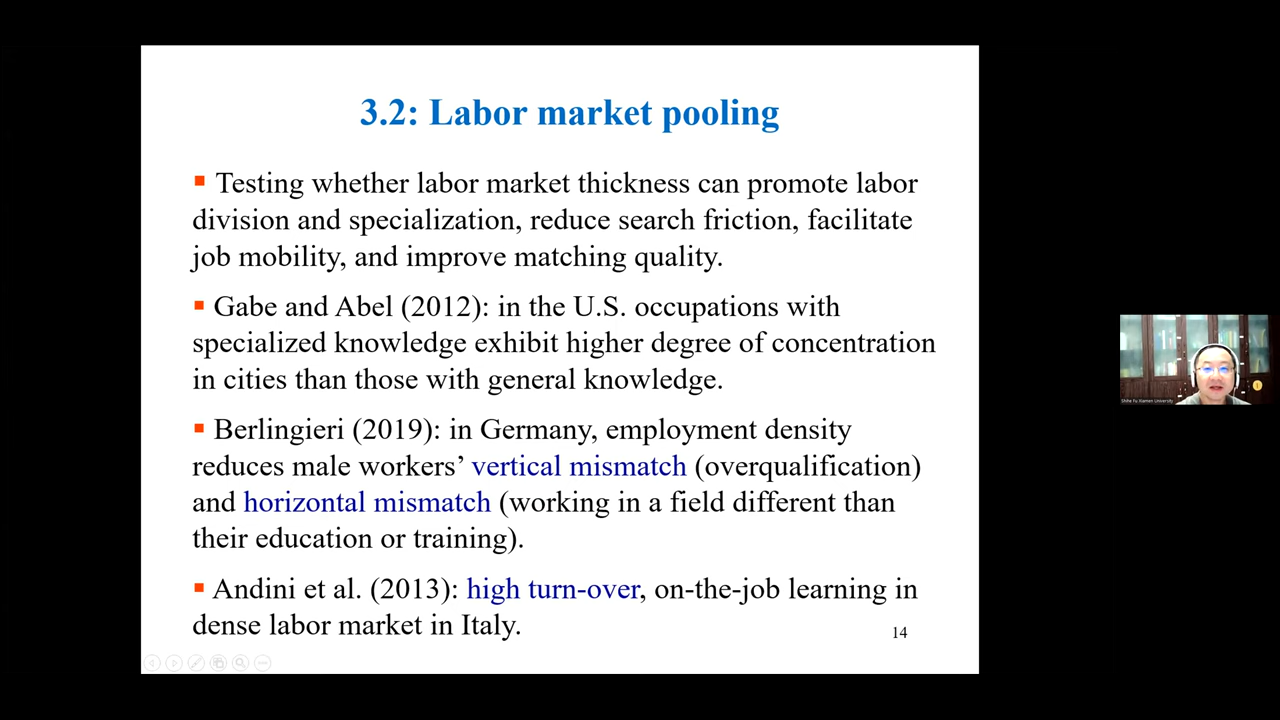 3.2: Labor market pooling
▪ Testing whether labor market thickness can promote labor
division and specialization, reduce search friction, facilitate
job mobility, and improve matching quality.
▪ Gabe and Abel (2012): in the U.S. occupations with
specialized knowledge exhibit higher degree of concentration
in cities than those with general knowledge.
▪ Berlingieri (2019): in Germany, employment density
reduces male workers’ vertical mismatch (overqualification)
and horizontal mismatch (working in a field different than
their education or training).
▪ Andini et al. (2013): high turn-over, on-the-job learning in
dense labor market in Italy.
14